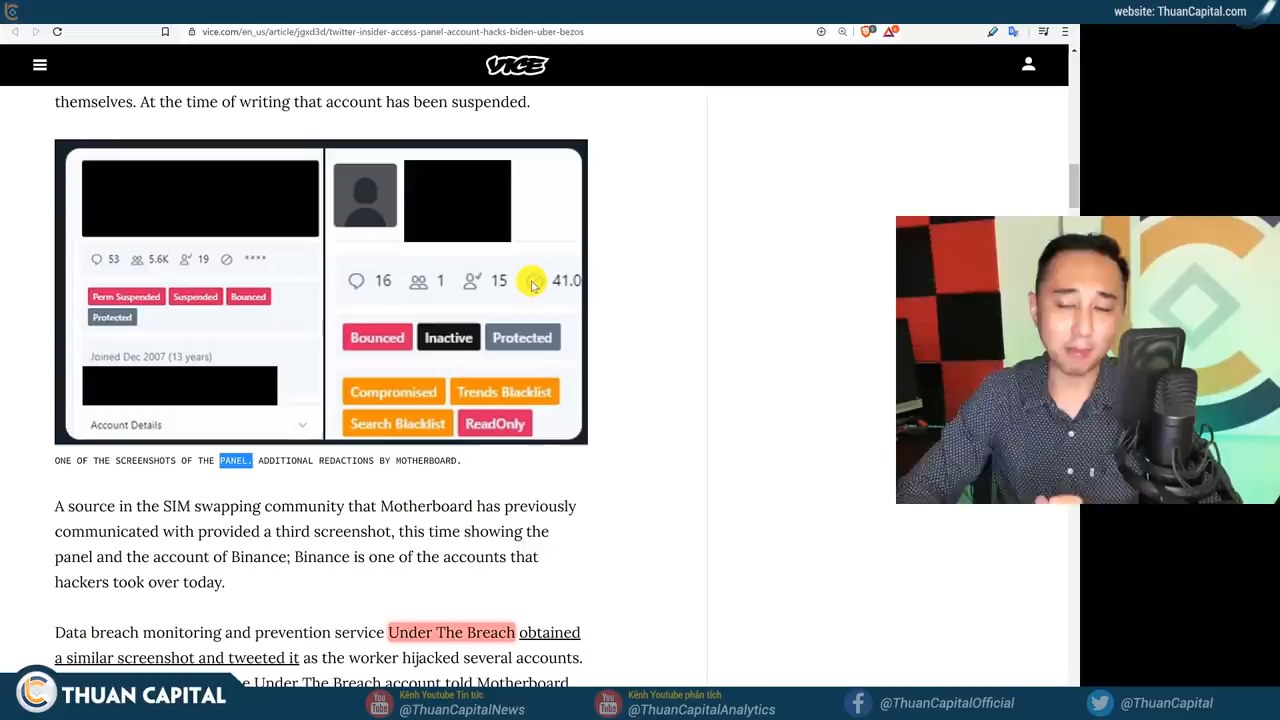 website: ThuanCapital.com
vice.com/en_us/article/jgxd3d/twitter-insider-access-panel-account-hacks-biden-uber-bezos
VICE
themselves. At the time of writing that account has been suspended.
53 5.6K 19 ****
Perm Suspended Suspended Bounced
Protected
Joined Dec 2007 (13 years)
Account Details
16 1 15 41.0
Bounced Inactive Protected
Compromised Trends Blacklist
Search Blacklist ReadOnly
ONE OF THE SCREENSHOTS OF THE PANEL. ADDITIONAL REDACTIONS BY MOTHERBOARD.
A source in the SIM swapping community that Motherboard has previously
communicated with provided a third screenshot, this time showing the
panel and the account of Binance; Binance is one of the accounts that
hackers took over today.
Data breach monitoring and prevention service Under The Breach obtained
a similar screenshot and tweeted it as the worker hijacked several accounts.
e Under The Breach account told Motherboard
THUAN CAPITAL
You Tube
Kênh Youtube Tin tức
@ThuanCapitalNews
You Tube
Kênh Youtube phân tích
@ThuanCapitalAnalytics
@ThuanCapitalOfficial
@ThuanCapital